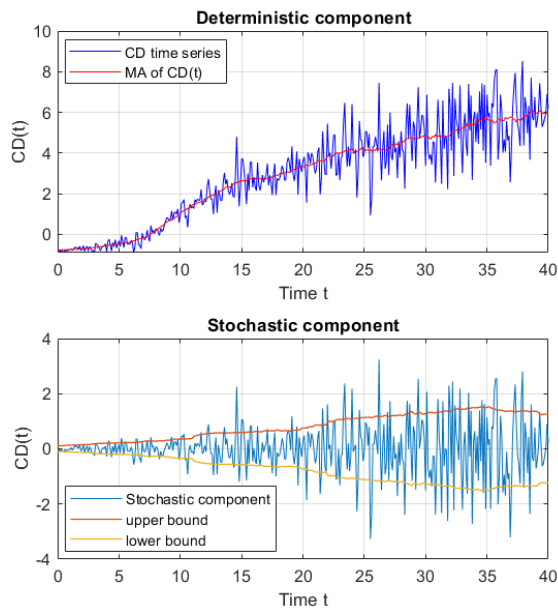 Deterministic component
10
8
6
4
2
0
CD(t)
CD time series
MA of CD(t)
0 5 10 15 20 25 30 35 40
Time t
Stochastic component
4
2
0
-2
-4
CD(t)
Stochastic component
upper bound
lower bound
0 5 10 15 20 25 30 35 40
Time t